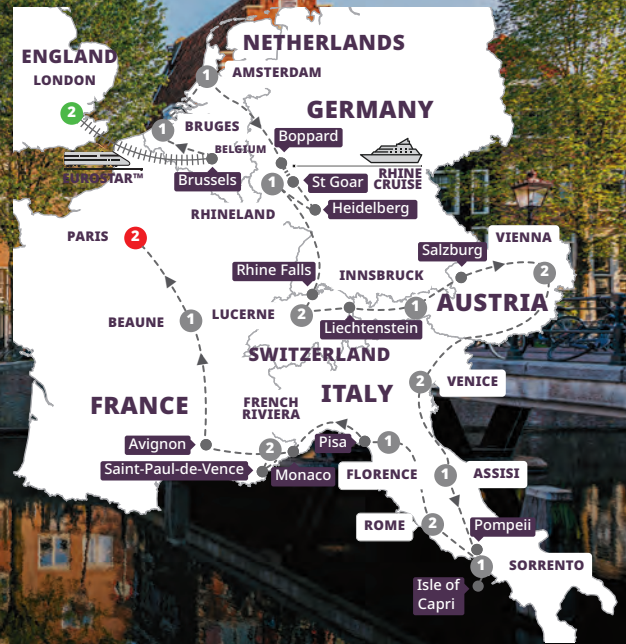 NETHERLANDS
ENGLAND
LONDON
2
1
AMSTERDAM
GERMANY
1
BRUGES
BELGIUM
Boppard
EUROSTAR™
Brussels
RHINE
CRUISE
1
St Goar
Heidelberg
RHINELAND
PARIS
2
VIENNA
2
Salzburg
Rhine Falls
INNSBRUCK
AUSTRIA
BEAUNE
1
LUCERNE
2
1
Liechtenstein
SWITZERLAND
2
VENICE
ITALY
FRANCE
FRENCH
RIVIERA
Avignon
2
Pisa
1
Saint-Paul-de-Vence
Monaco
FLORENCE
1
ASSISI
ROME
2
Pompeii
1
SORRENTO
Isle of
Capri